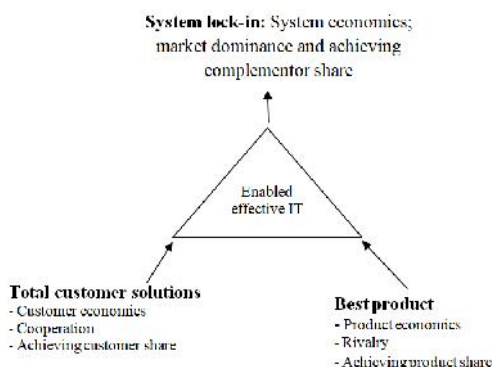 System lock-in: System economics;
market dominance and achieving
complementor share
Enabled
effective IT
Total customer solutions
- Customer economics
- Cooperation
- Achieving customer share
Best product
- Product economics
- Rivalry
- Achieving product share